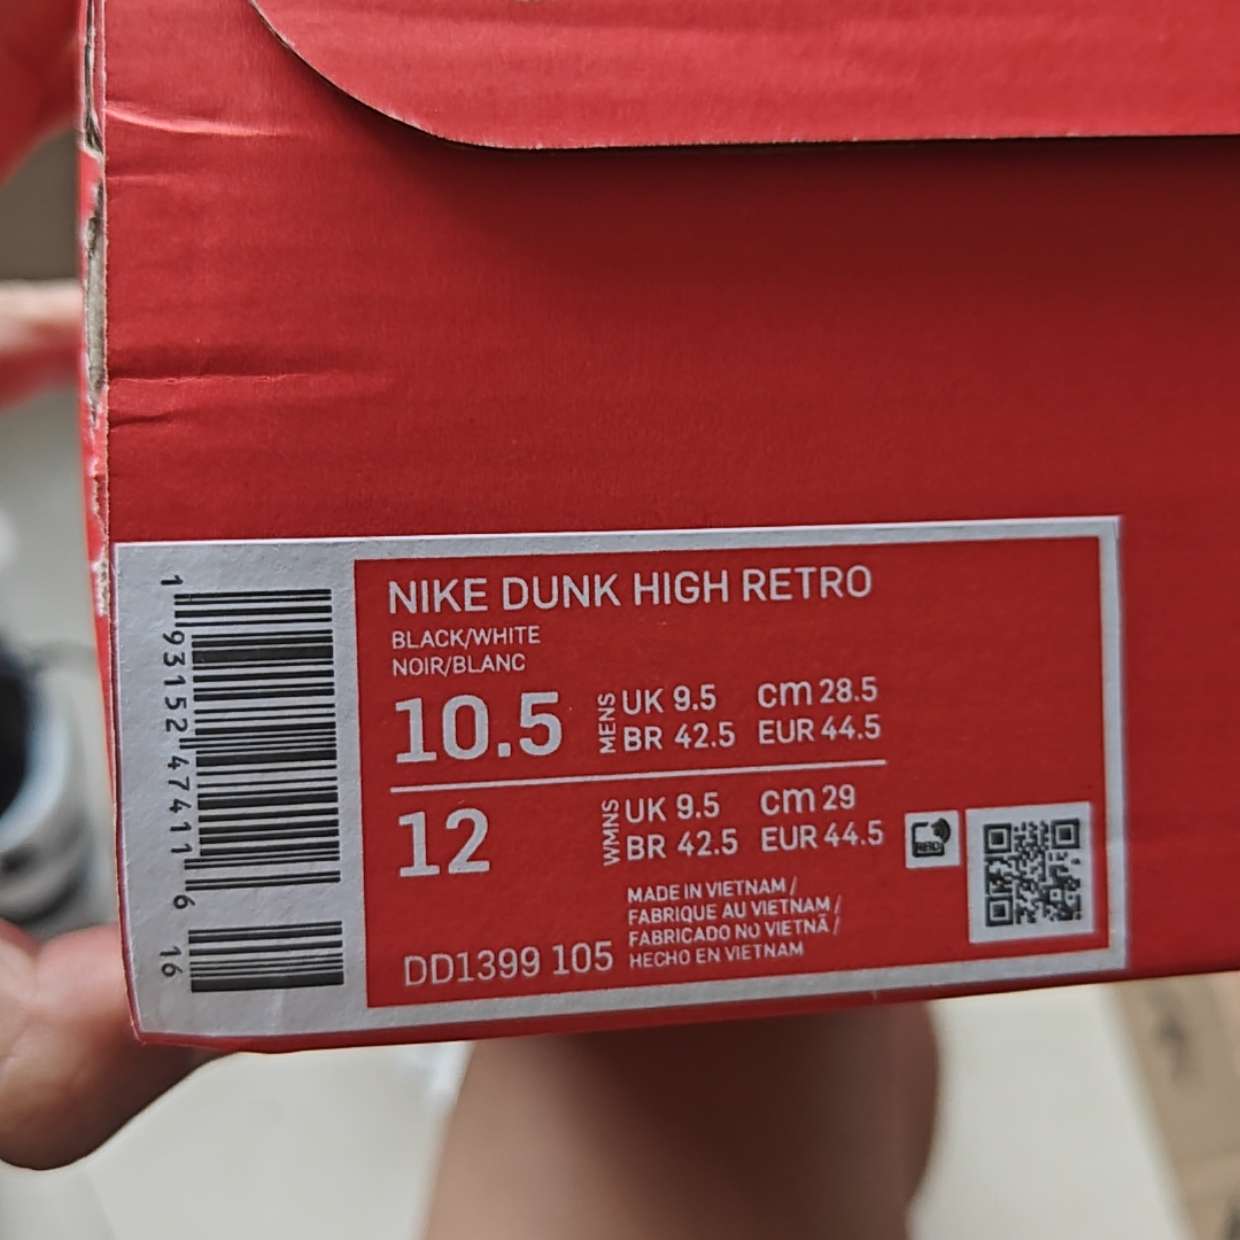 NIKE DUNK HIGH RETRO
BLACK/WHITE
NOIR/BLANC
10.5 MENS UK 9.5 cm 28.5
BR 42.5 EUR 44.5
12 WMNS UK 9.5 cm 29
BR 42.5 EUR 44.5
MADE IN VIETNAM /
FABRIQUE AU VIETNAM /
FABRICADO NO VIETNÃ /
HECHO EN VIETNAM
DD1399 105
1 93152 47411 6 16